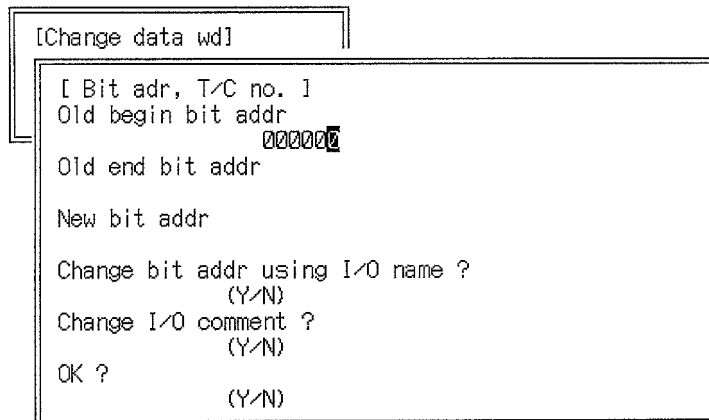 [Change data wd]
[ Bit adr, T/C no. ]
Old begin bit addr
000000
Old end bit addr
New bit addr
Change bit addr using I/O name ?
(Y/N)
Change I/O comment ?
(Y/N)
OK ?
(Y/N)